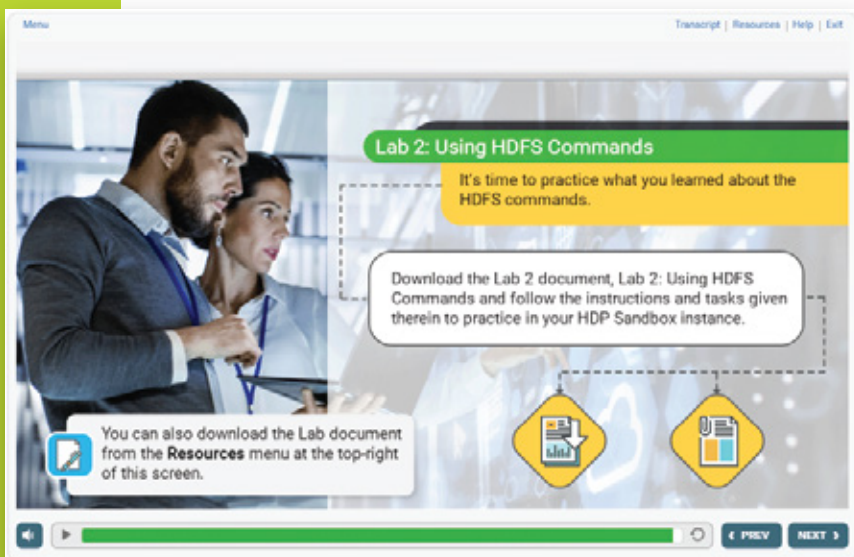 Menu
Transcript | Resources | Help | Exit
Lab 2: Using HDFS Commands
It's time to practice what you learned about the
HDFS commands.
Download the Lab 2 document, Lab 2: Using HDFS
Commands and follow the instructions and tasks given
therein to practice in your HDP Sandbox instance.
You can also download the Lab document
from the Resources menu at the top-right
of this screen.
PREV
NEXT